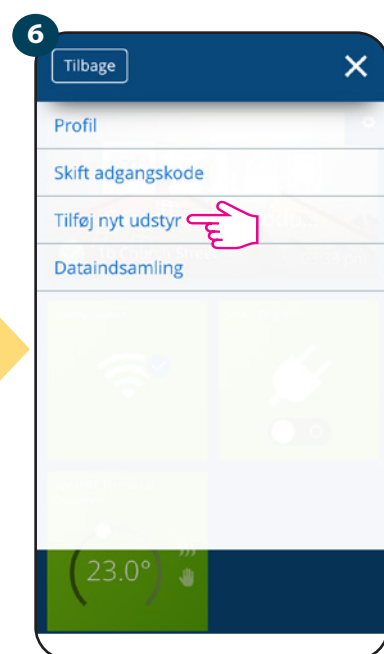 6
Tilbage
Profil
Skift adgangskode
Tilføj nyt udstyr
Dataindsamling
23.0°